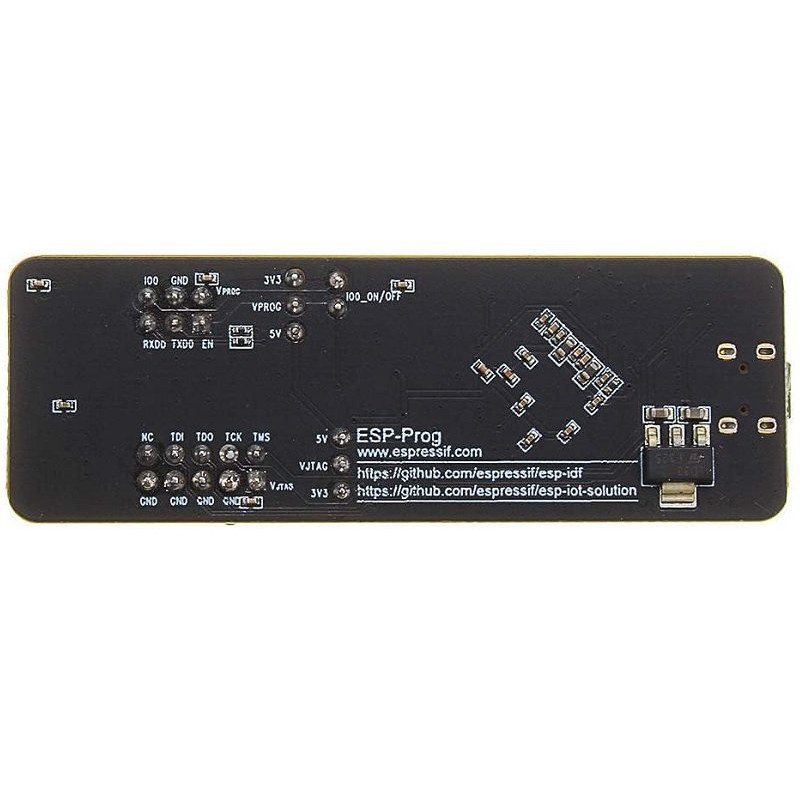 IO0 GND VPROG
RXD0 TXD0 EN
3V3
VPROG
5V
IO0_ON/OFF
NC TDI TDO TCK TMS
GND GND GND GND VJTAG
5V
VJTAG
3V3
ESP-Prog
www.espressif.com
https://github.com/espressif/esp-idf
https://github.com/espressif/esp-iot-solution